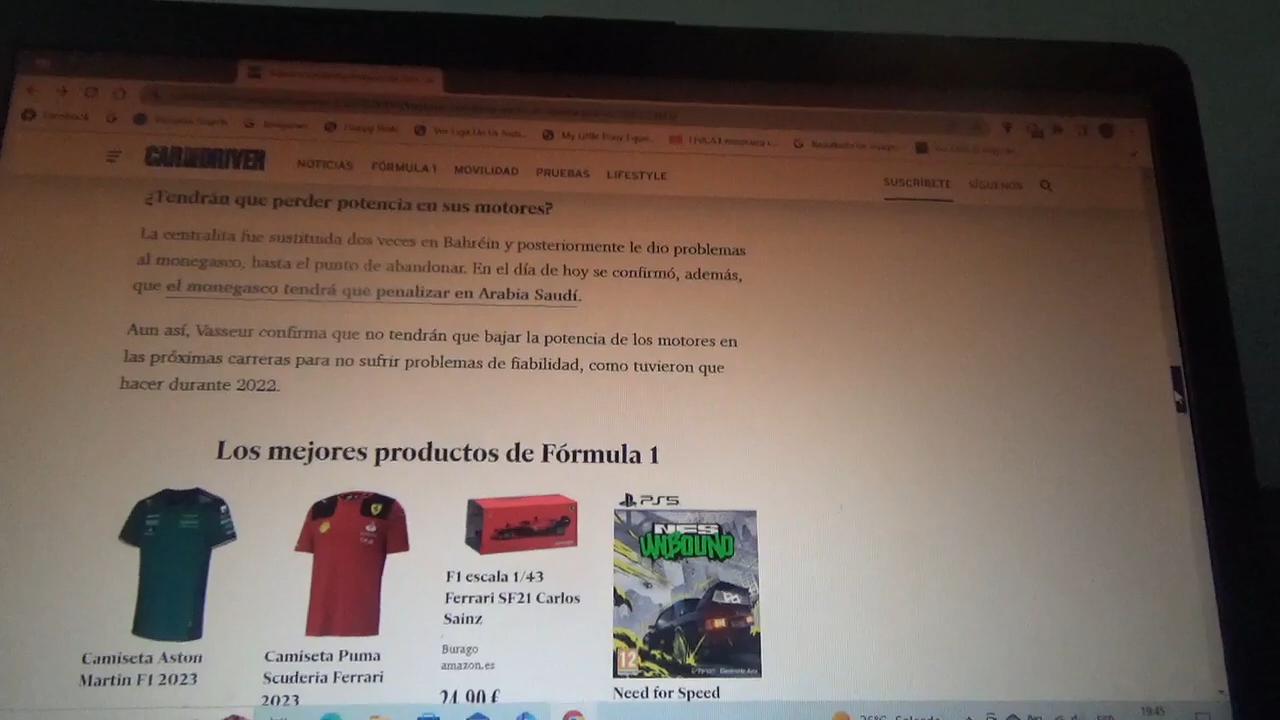 Facebook
CAR AND DRIVER
NOTICIAS FÓRMULA 1 MOVILIDAD PRUEBAS LIFESTYLE
SUSCRÍBETE SÍGUENOS
¿Tendrán que perder potencia en sus motores?
La centralita fue sustituida dos veces en Bahréin y posteriormente le dio problemas
al monegasco, hasta el punto de abandonar. En el día de hoy se confirmó, además,
que el monegasco tendrá que penalizar en Arabia Saudí.
Aun así, Vasseur confirma que no tendrán que bajar la potencia de los motores en
las próximas carreras para no sufrir problemas de fiabilidad, como tuvieron que
hacer durante 2022.
Los mejores productos de Fórmula 1
Camiseta Aston
Martin F1 2023
Camiseta Puma
Scuderia Ferrari
2023
F1 escala 1/43
Ferrari SF21 Carlos
Sainz
Burago
amazon.es
24,90 €
PS5
NFS
UNBOUND
12
Need for Speed
19:45